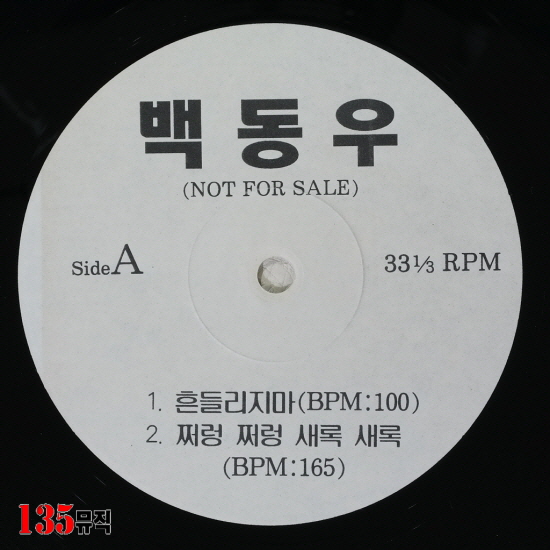 백동우
(NOT FOR SALE)
Side A
33⅓ RPM
1. 흔들리지마(BPM:100)
2. 쩌렁 쩌렁 새록 새록
(BPM:165)
135뮤직